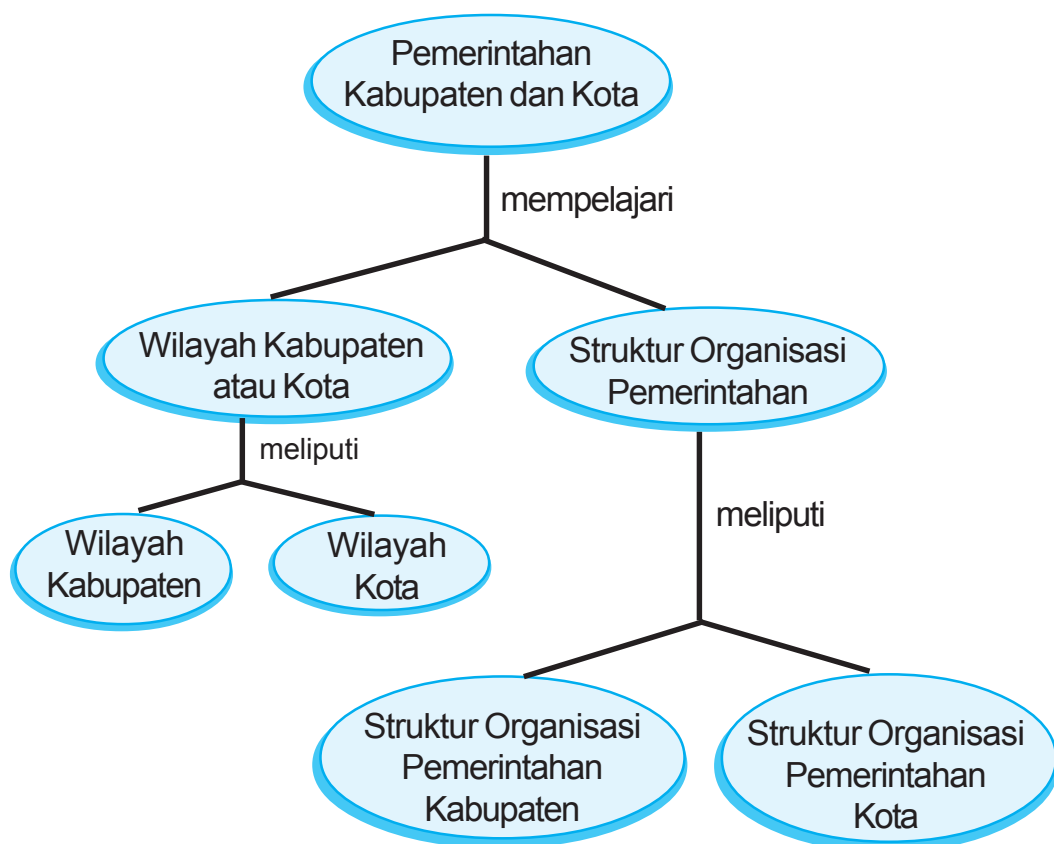 Pemerintahan
Kabupaten dan Kota
mempelajari
Wilayah Kabupaten
atau Kota
Struktur Organisasi
Pemerintahan
meliputi
meliputi
Wilayah
Kabupaten
Wilayah
Kota
Struktur Organisasi
Pemerintahan
Kabupaten
Struktur Organisasi
Pemerintahan
Kota